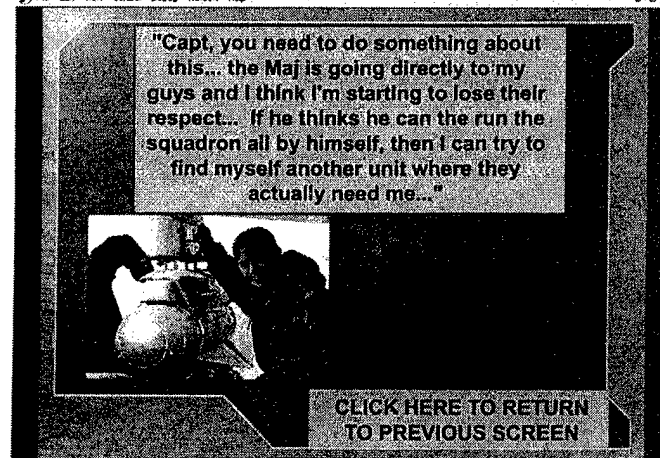 "Capt, you need to do something about
this... the Maj is going directly to my
guys and I think I'm starting to lose their
respect... If he thinks he can the run the
squadron all by himself, then I can try to
find myself another unit where they
actually need me..."
CLICK HERE TO RETURN
TO PREVIOUS SCREEN